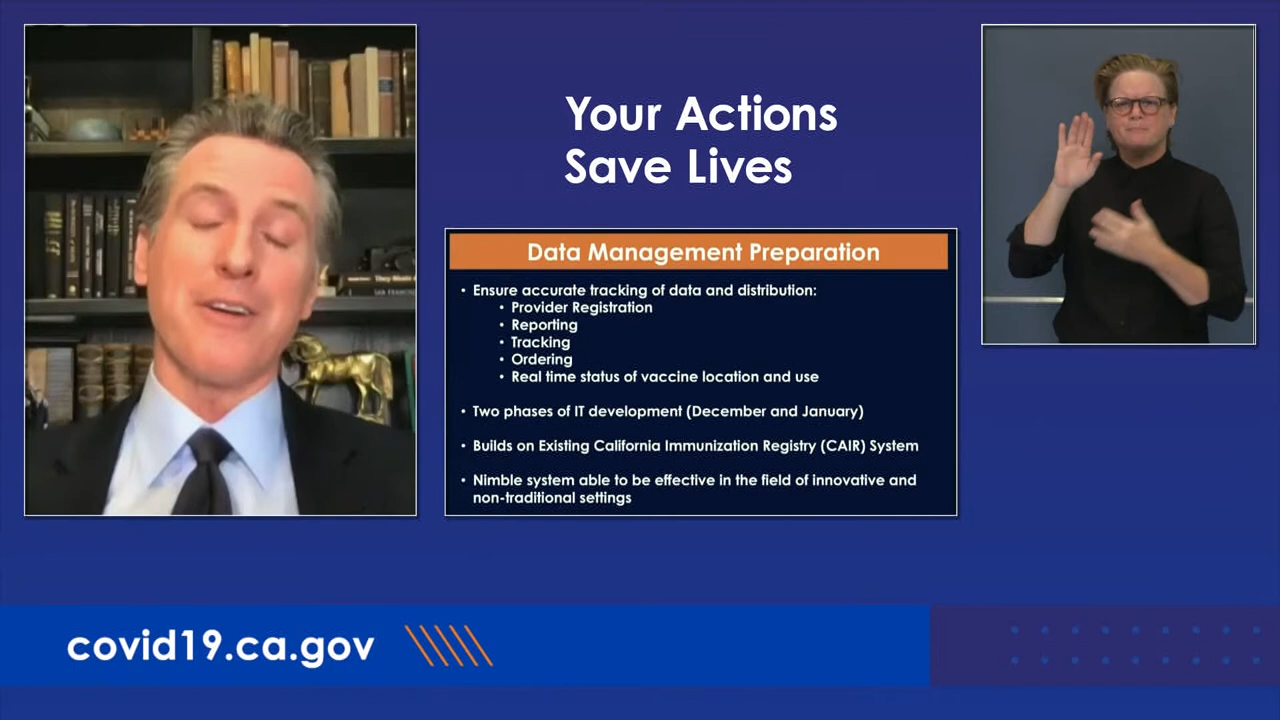 Your Actions
Save Lives
Data Management Preparation
• Ensure accurate tracking of data and distribution:
• Provider Registration
• Reporting
• Tracking
• Ordering
• Real time status of vaccine location and use
• Two phases of IT development (December and January)
• Builds on Existing California Immunization Registry (CAIR) System
• Nimble system able to be effective in the field of innovative and
non-traditional settings
covid19.ca.gov